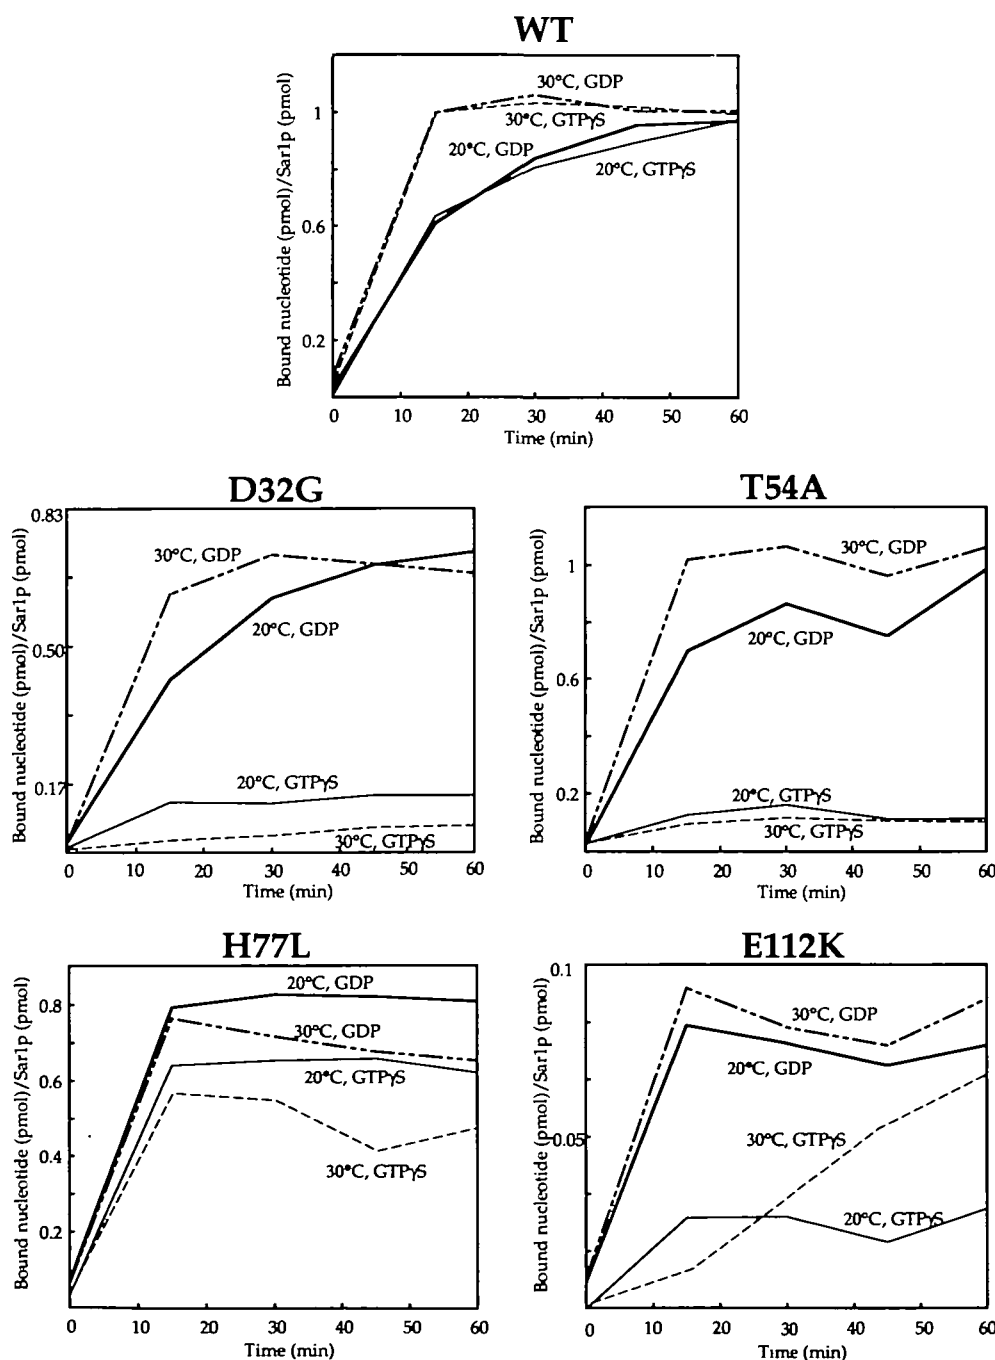 WT
Bound nucleotide (pmol)/Sar1p (pmol)
1
0.6
0.2
30°C, GDP
30°C, GTPγS
20°C, GDP
20°C, GTPγS
0 10 20 30 40 50 60
Time (min)
D32G
Bound nucleotide (pmol)/Sar1p (pmol)
0.83
0.50
0.17
30°C, GDP
20°C, GDP
20°C, GTPγS
30°C, GTPγS
0 10 20 30 40 50 60
Time (min)
T54A
Bound nucleotide (pmol)/Sar1p (pmol)
1
0.6
0.2
30°C, GDP
20°C, GDP
20°C, GTPγS
30°C, GTPγS
0 10 20 30 40 50 60
Time (min)
H77L
Bound nucleotide (pmol)/Sar1p (pmol)
0.8
0.6
0.4
0.2
20°C, GDP
30°C, GDP
20°C, GTPγS
30°C, GTPγS
0 10 20 30 40 50 60
Time (min)
E112K
Bound nucleotide (pmol)/Sar1p (pmol)
0.1
0.05
30°C, GDP
20°C, GDP
30°C, GTPγS
20°C, GTPγS
0 10 20 30 40 50 60
Time (min)